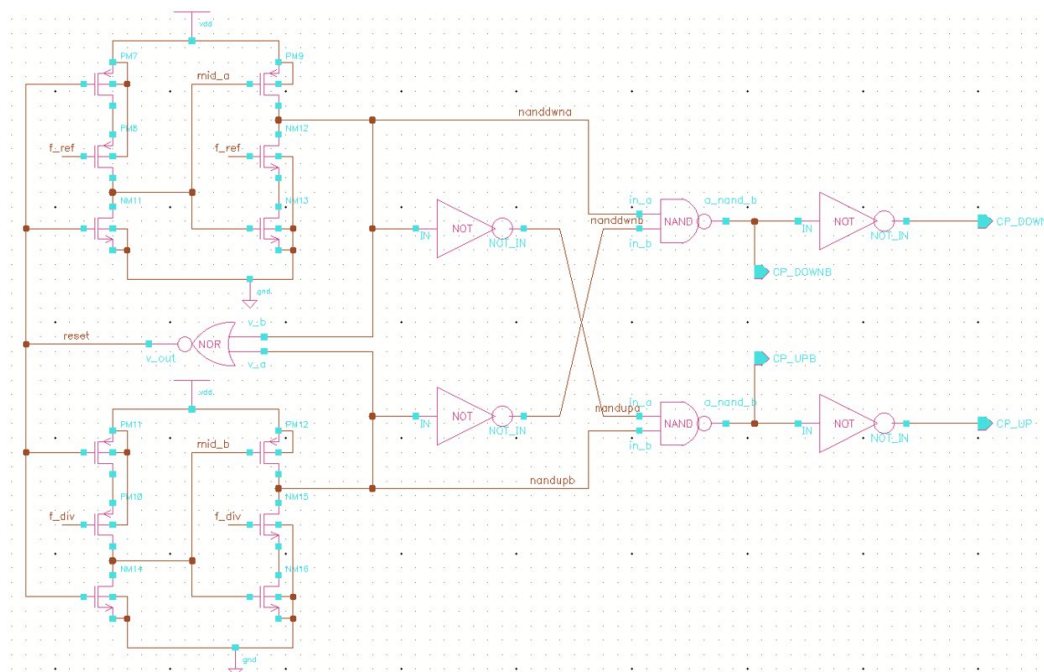 vdd
PM7
PM9
mid_a
nanddwna
PM8
NM12
f_ref
f_ref
in_a
a_nand_b
nanddwnb
NM11
NM13
NOT
NAND
NOT
CP_DOWN
IN
NOT_IN
in_b
IN
NOT_IN
CP_DOWNB
gnd
v_b
reset
NOR
v_out
v_a
CP_UPB
vdd
in_a
a_nand_b
nandupa
PM11
PM12
NOT
NAND
NOT
CP_UP
mid_b
IN
NOT_IN
in_b
IN
NOT_IN
nandupb
PM10
NM15
f_div
f_div
NM14
NM16
gnd